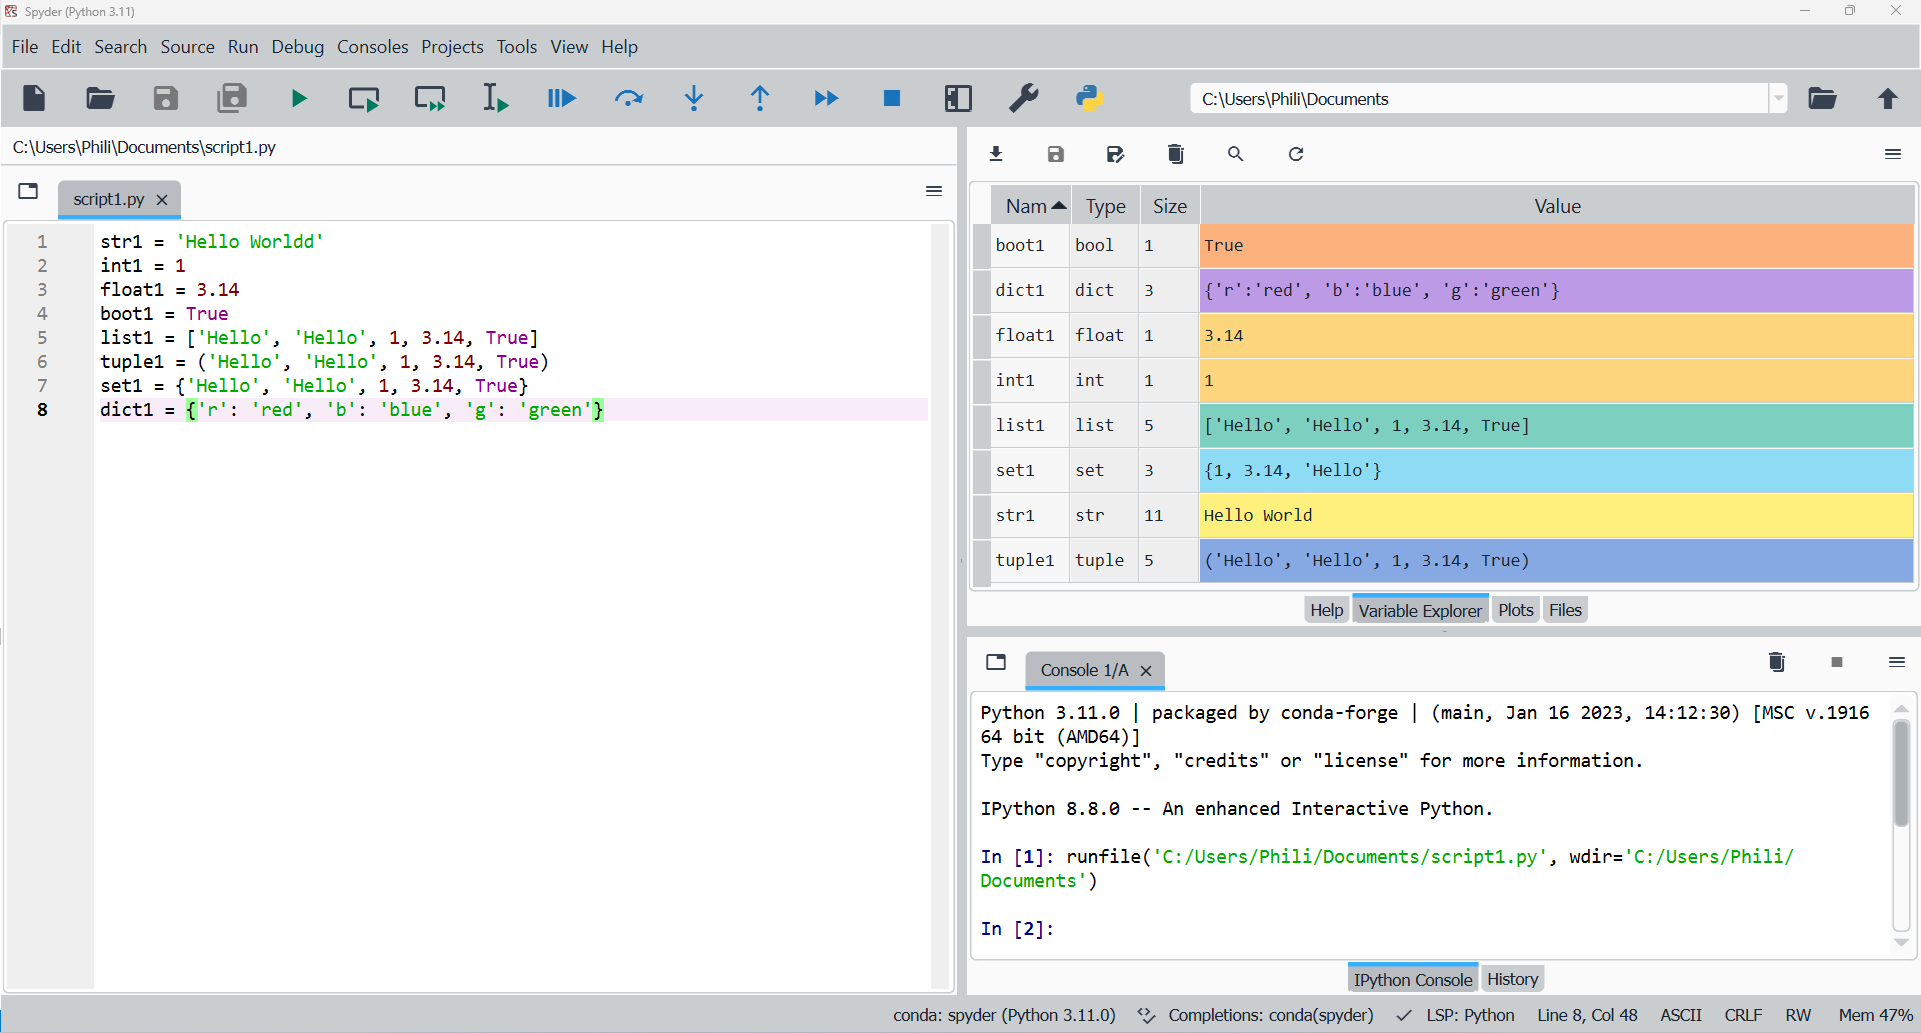 Spyder (Python 3.11)
File Edit Search Source Run Debug Consoles Projects Tools View Help
C:\Users\Phili\Documents
C:\Users\Phili\Documents\script1.py
script1.py
1 str1 = 'Hello Worldd'
2 int1 = 1
3 float1 = 3.14
4 boot1 = True
5 list1 = ['Hello', 'Hello', 1, 3.14, True]
6 tuple1 = ('Hello', 'Hello', 1, 3.14, True)
7 set1 = {'Hello', 'Hello', 1, 3.14, True}
8 dict1 = {'r': 'red', 'b': 'blue', 'g': 'green'}
Nam Type Size Value
boot1 bool 1 True
dict1 dict 3 {'r':'red', 'b':'blue', 'g':'green'}
float1 float 1 3.14
int1 int 1 1
list1 list 5 ['Hello', 'Hello', 1, 3.14, True]
set1 set 3 {1, 3.14, 'Hello'}
str1 str 11 Hello World
tuple1 tuple 5 ('Hello', 'Hello', 1, 3.14, True)
Help Variable Explorer Plots Files
Console 1/A
Python 3.11.0 | packaged by conda-forge | (main, Jan 16 2023, 14:12:30) [MSC v.1916
64 bit (AMD64)]
Type "copyright", "credits" or "license" for more information.
IPython 8.8.0 -- An enhanced Interactive Python.
In [1]: runfile('C:/Users/Phili/Documents/script1.py', wdir='C:/Users/Phili/
Documents')
In [2]:
IPython Console History
conda: spyder (Python 3.11.0) Completions: conda(spyder) LSP: Python Line 8, Col 48 ASCII CRLF RW Mem 47%